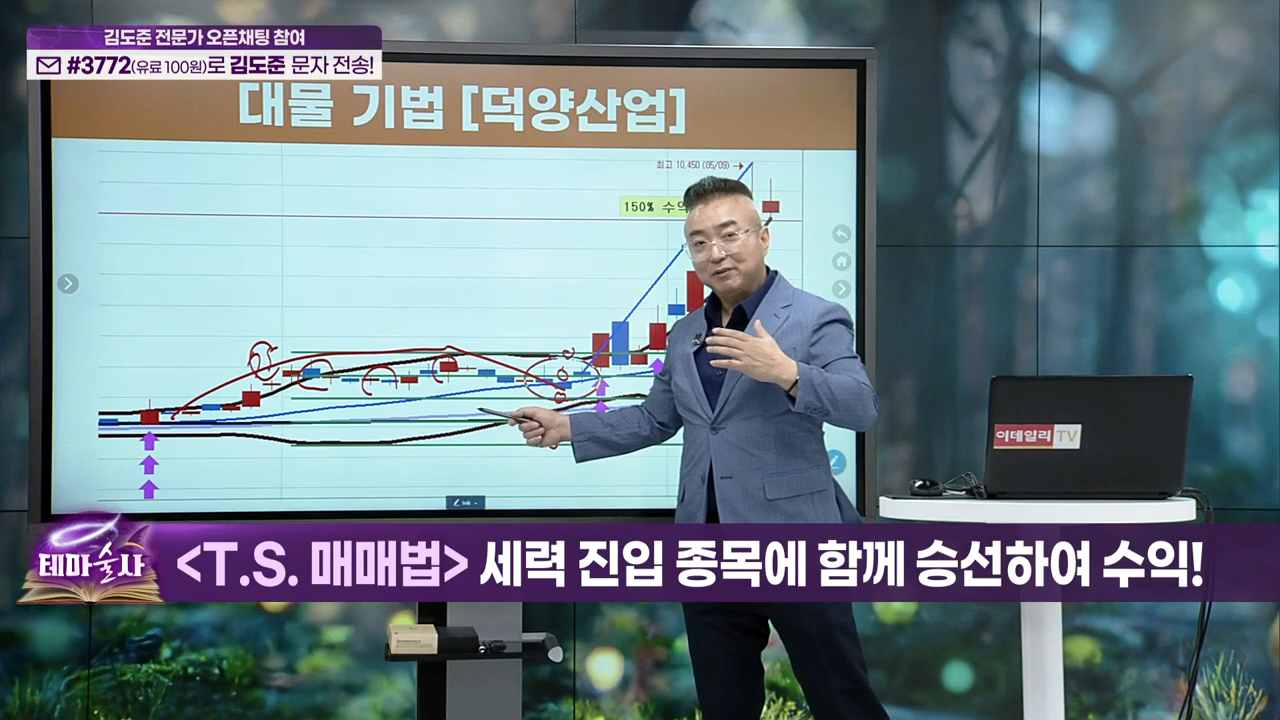 김도준 전문가 오픈채팅 참여
#3772(유료 100원)로 김도준 문자 전송!
대물 기법 [덕양산업]
최고 10,450 (05/09)
150% 수익
테마술사
<T.S. 매매법> 세력 진입 종목에 함께 승선하여 수익!
이데일리TV